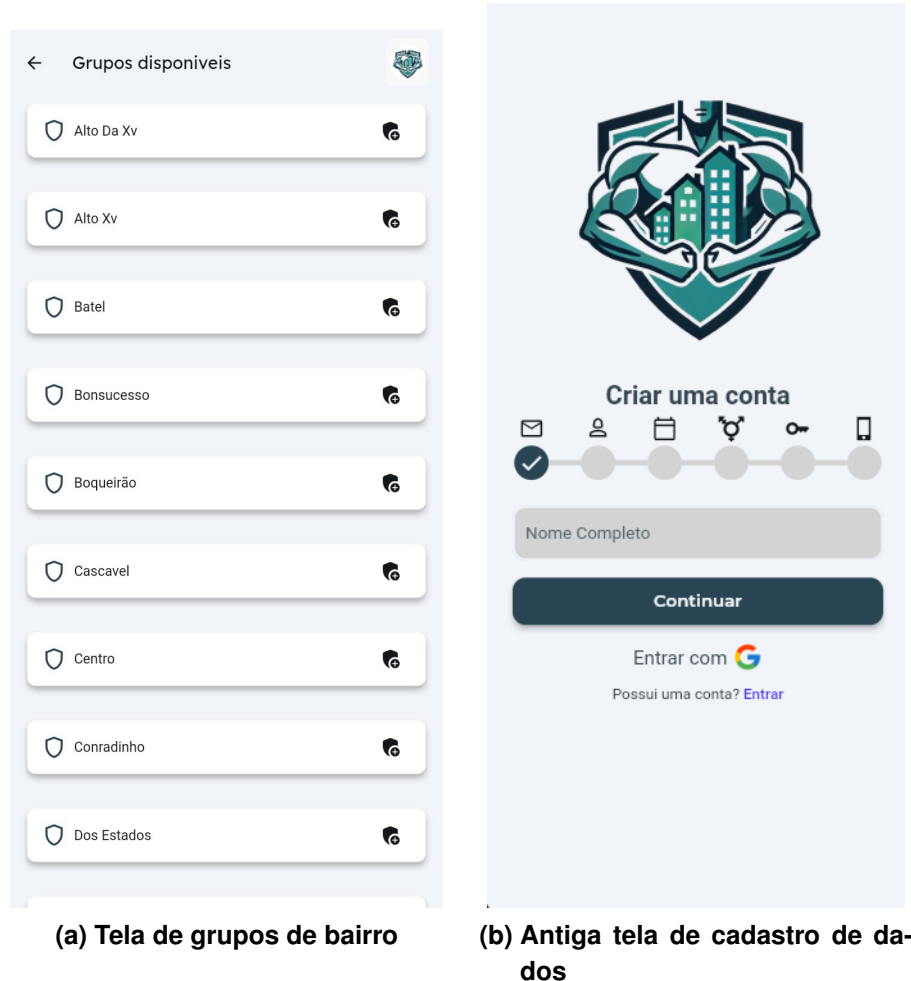 Grupos disponiveis
Alto Da Xv
Alto Xv
Batel
Bonsucesso
Boqueirão
Cascavel
Centro
Conradinho
Dos Estados
(a) Tela de grupos de bairro
Criar uma conta
Nome Completo
Continuar
Entrar com G
Possui uma conta? Entrar
(b) Antiga tela de cadastro de da-
dos